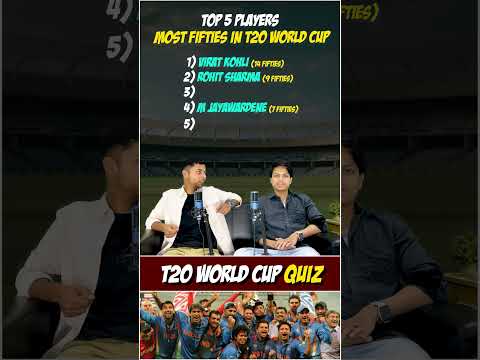 TOP 5 PLAYERS
MOST FIFTIES IN T20 WORLD CUP
1) VIRAT KOHLI (14 FIFTIES)
2) ROHIT SHARMA (9 FIFTIES)
3)
4) M JAYAWARDENE (7 FIFTIES)
5)
T20 WORLD CUP QUIZ